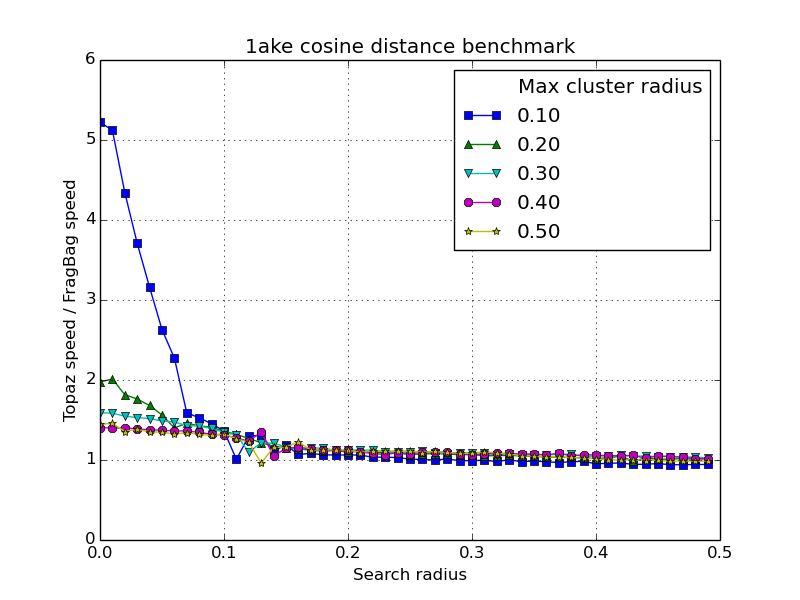 1ake cosine distance benchmark
Topaz speed / FragBag speed
6
5
4
3
2
1
0
Max cluster radius
0.10
0.20
0.30
0.40
0.50
0.0 0.1 0.2 0.3 0.4 0.5
Search radius